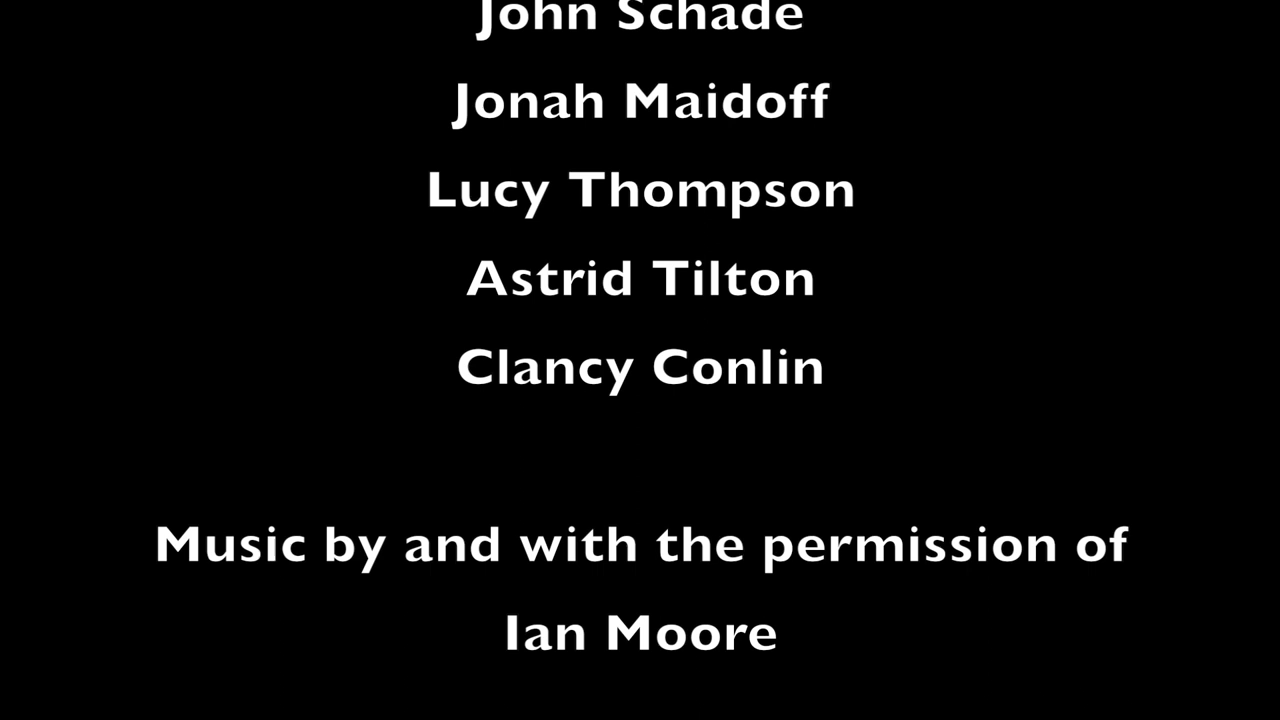 John Schade
Jonah Maidoff
Lucy Thompson
Astrid Tilton
Clancy Conlin
Music by and with the permission of
Ian Moore